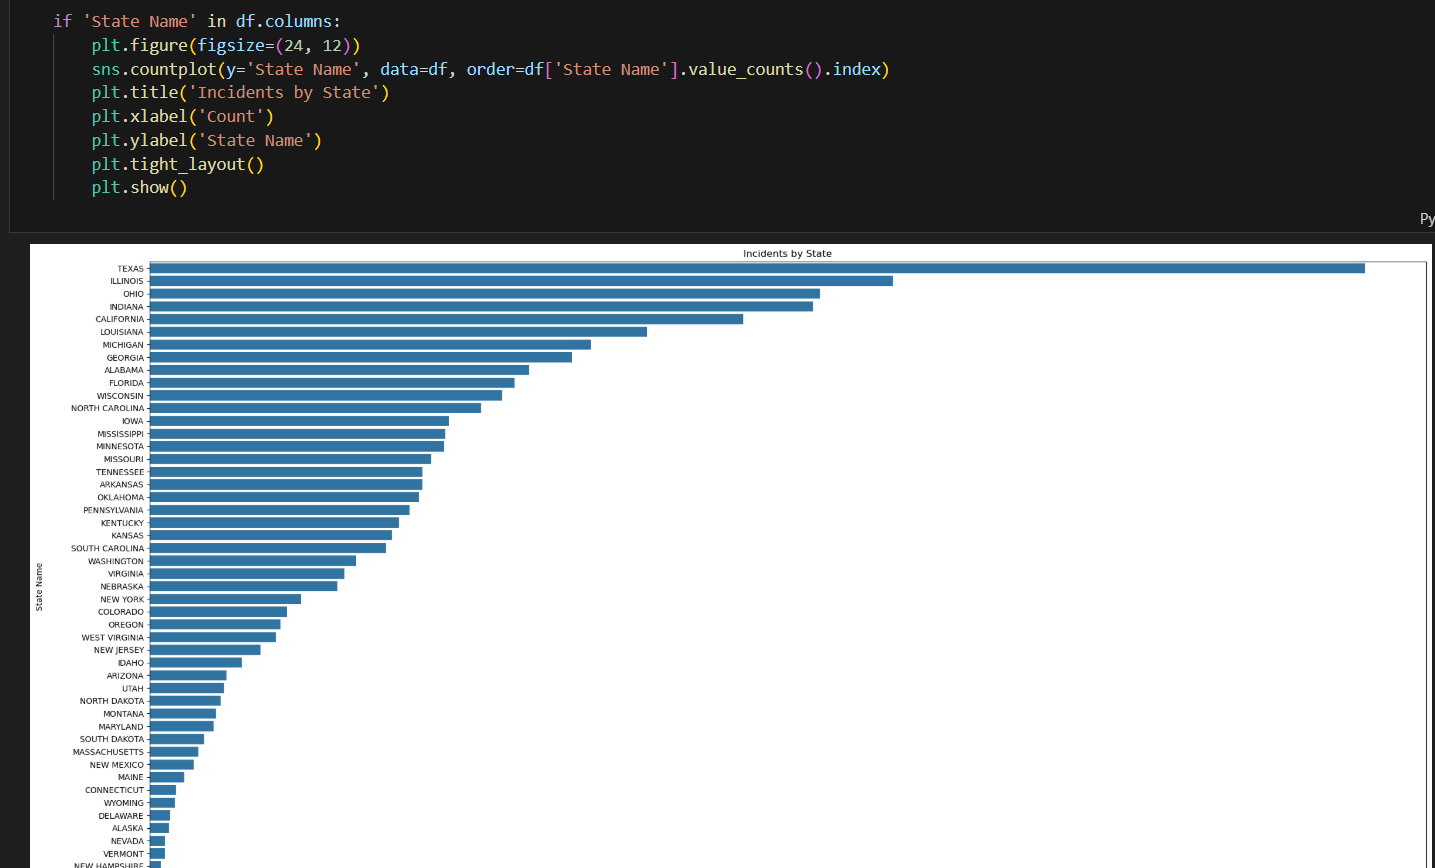 if 'State Name' in df.columns:
    plt.figure(figsize=(24, 12))
    sns.countplot(y='State Name', data=df, order=df['State Name'].value_counts().index)
    plt.title('Incidents by State')
    plt.xlabel('Count')
    plt.ylabel('State Name')
    plt.tight_layout()
    plt.show()
Py
Incidents by State
TEXAS
ILLINOIS
OHIO
INDIANA
CALIFORNIA
LOUISIANA
MICHIGAN
GEORGIA
ALABAMA
FLORIDA
WISCONSIN
NORTH CAROLINA
IOWA
MISSISSIPPI
MINNESOTA
MISSOURI
TENNESSEE
ARKANSAS
OKLAHOMA
PENNSYLVANIA
KENTUCKY
KANSAS
SOUTH CAROLINA
WASHINGTON
VIRGINIA
NEBRASKA
NEW YORK
COLORADO
OREGON
WEST VIRGINIA
NEW JERSEY
IDAHO
ARIZONA
UTAH
NORTH DAKOTA
MONTANA
MARYLAND
SOUTH DAKOTA
MASSACHUSETTS
NEW MEXICO
MAINE
CONNECTICUT
WYOMING
DELAWARE
ALASKA
NEVADA
VERMONT
NEW HAMPSHIRE
State Name